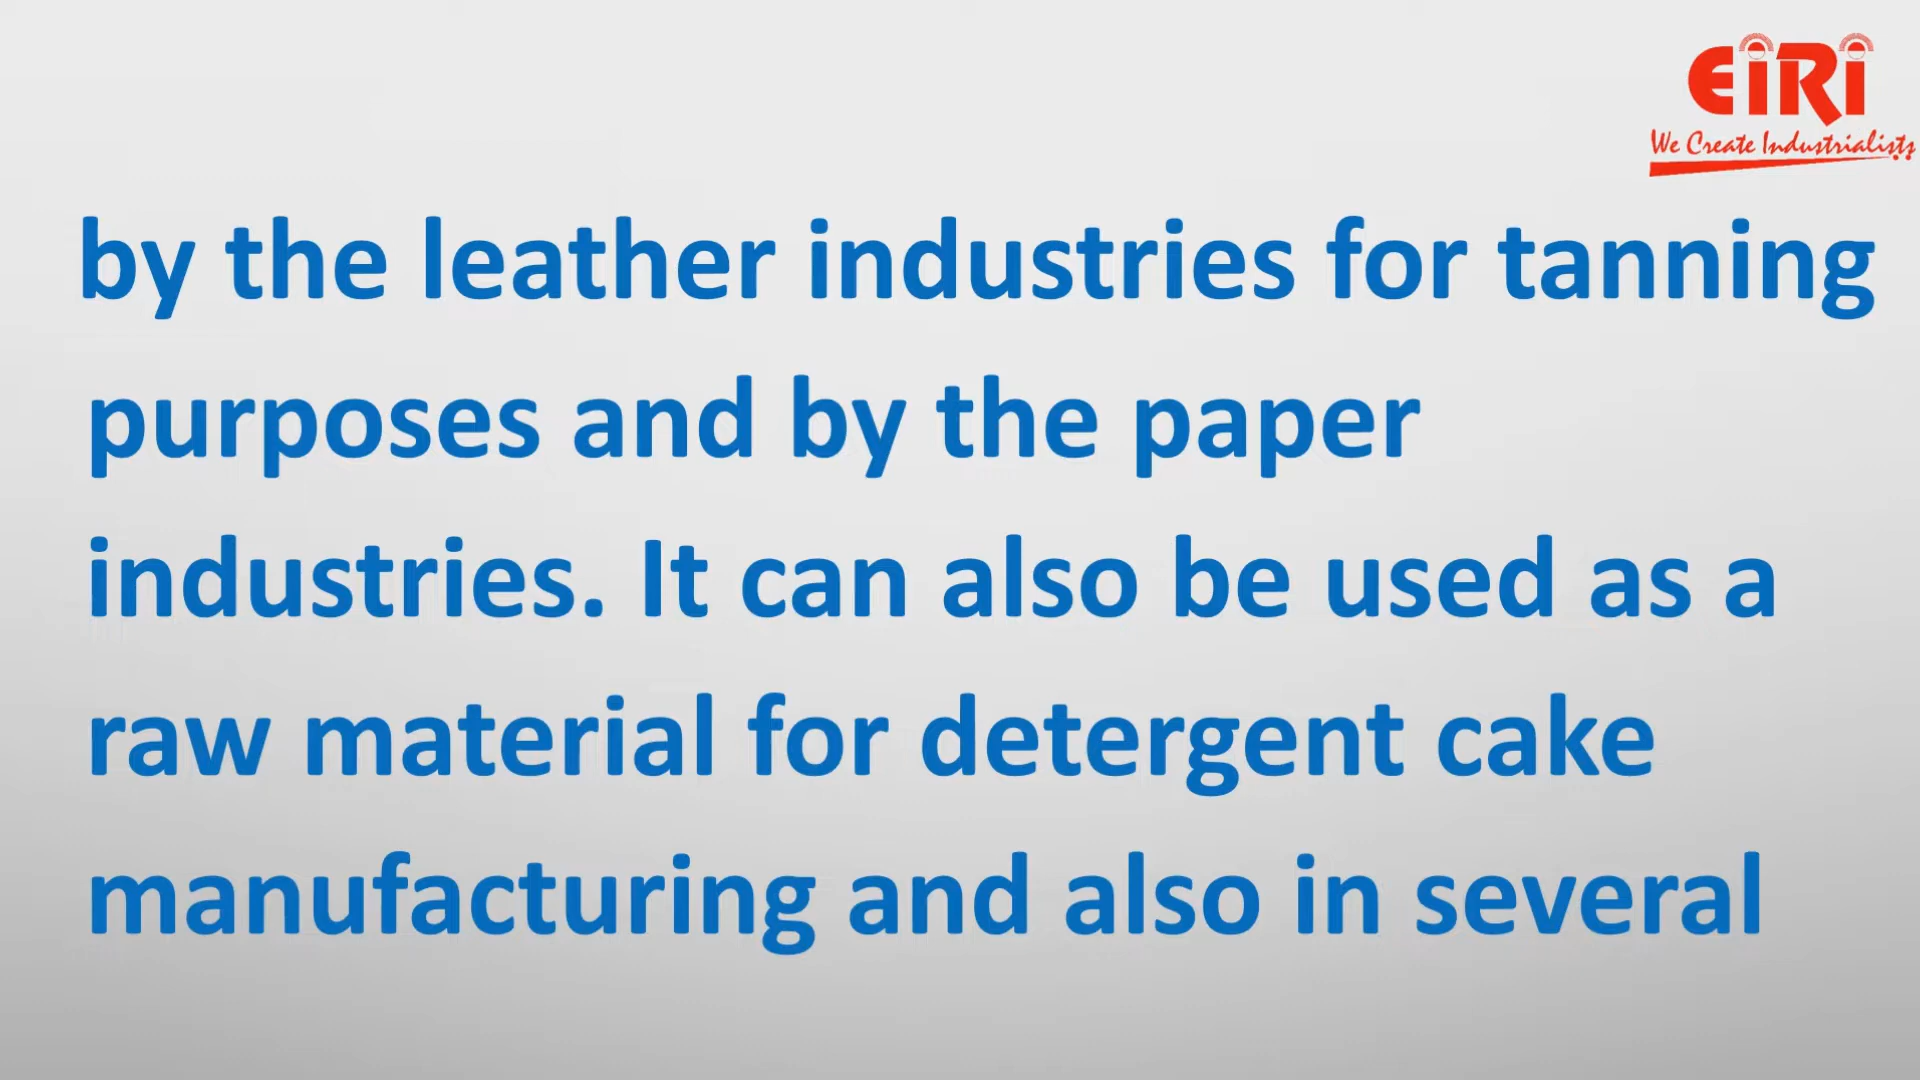 EiRi
We Create Industrialists
by the leather industries for tanning
purposes and by the paper
industries. It can also be used as a
raw material for detergent cake
manufacturing and also in several